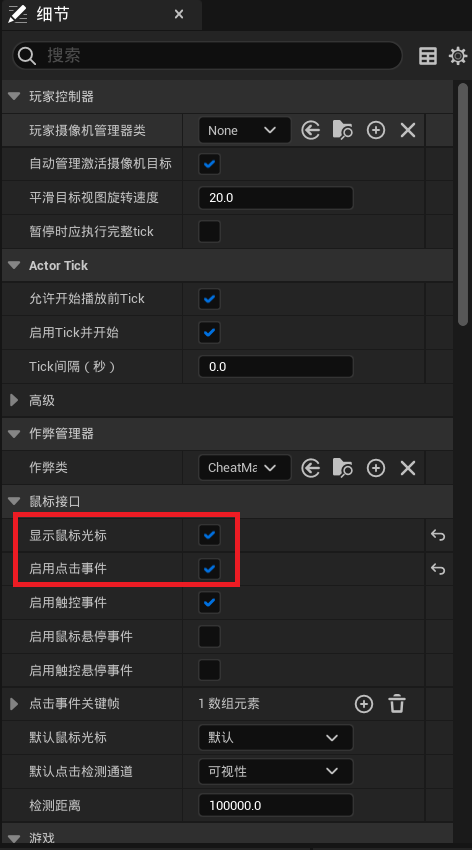 细节
搜索
玩家控制器
玩家摄像机管理器类 None
自动管理激活摄像机目标
平滑目标视图旋转速度 20.0
暂停时应执行完整tick
Actor Tick
允许开始播放前Tick
启用Tick并开始
Tick间隔（秒） 0.0
高级
作弊管理器
作弊类 CheatMa
鼠标接口
显示鼠标光标
启用点击事件
启用触控事件
启用鼠标悬停事件
启用触控悬停事件
点击事件关键帧 1 数组元素
默认鼠标光标 默认
默认点击检测通道 可视性
检测距离 100000.0
游戏